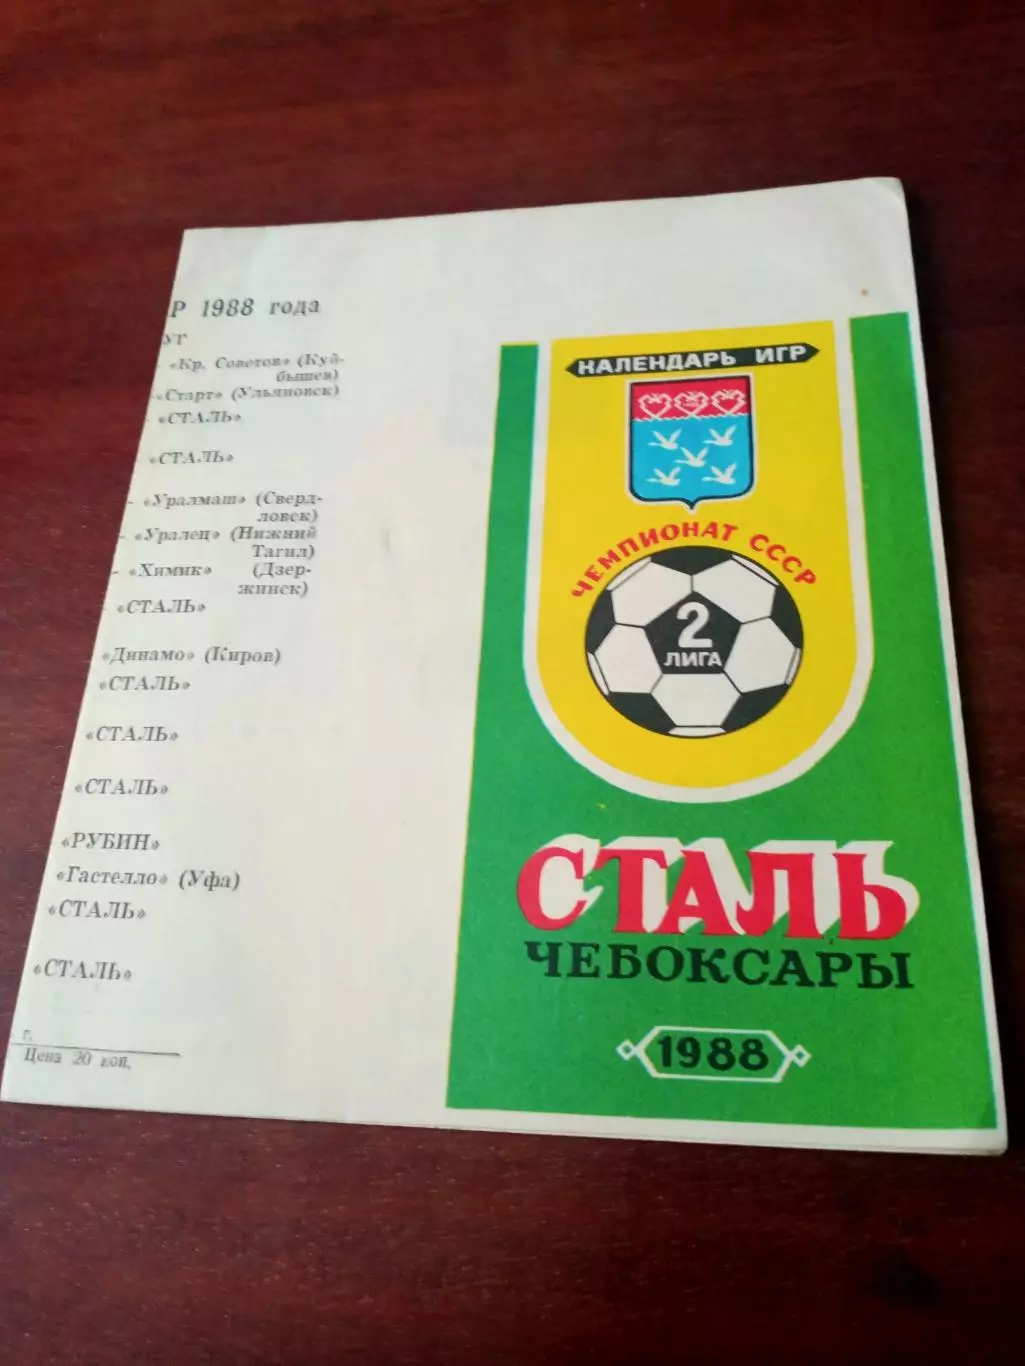 Р 1988 года
УГ
- «Кр. Советов» (Куй-
бышев)
- «Старт» (Ульяновск)
- «СТАЛЬ»
- «СТАЛЬ»
- «Уралмаш» (Сверд-
ловск)
- «Уралец» (Нижний
Тагил)
- «Химик» (Дзер-
жинск)
- «СТАЛЬ»
«Динамо» (Киров)
«СТАЛЬ»
«СТАЛЬ»
«СТАЛЬ»
«РУБИН»
«Гастелло» (Уфа)
«СТАЛЬ»
«СТАЛЬ»
г.
Цена 20 коп.
КАЛЕНДАРЬ ИГР
ЧЕМПИОНАТ СССР
2
ЛИГА
СТАЛЬ
ЧЕБОКСАРЫ
1988